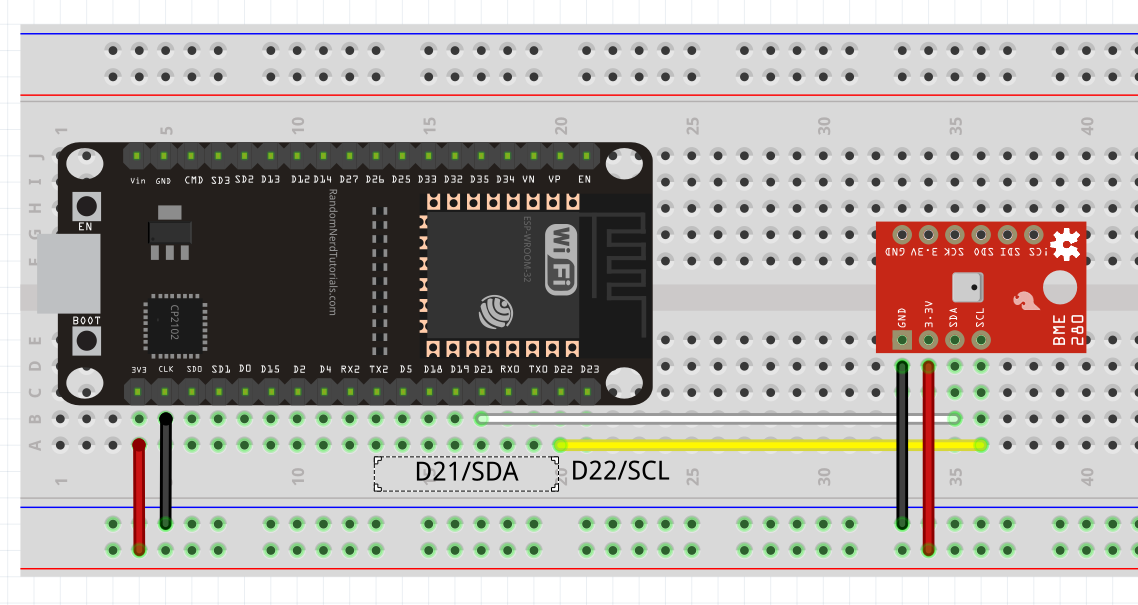 1 5 10 15 20 25 30 35 40
J
I
H
G
F
Vin GND CMD SD3 SD2 D13 D12 D14 D27 D26 D25 D33 D32 D35 D34 VN VP EN
EN
RandomNerdTutorials.com
ESP-WROOM-32
WiFi
CP2102
BOOT
3V3 CLK SD0 SD1 D0 D15 D2 D4 RX2 TX2 D5 D18 D19 D21 RX0 TX0 D22 D23
GND 3.3V SCK SDO SDI !CS
GND 3.3V SDA SCL
BME
280
E
D
C
B
A
D21/SDA D22/SCL
1 10 20 25 30 35 40